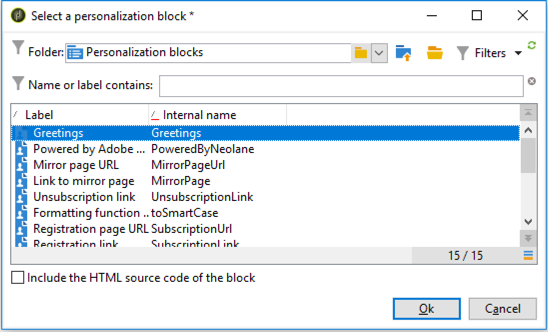 Select a personalization block *
Folder: Personalization blocks Filters
Name or label contains:
Label Internal name
Greetings Greetings
Powered by Adobe ... PoweredByNeolane
Mirror page URL MirrorPageUrl
Link to mirror page MirrorPage
Unsubscription link UnsubscriptionLink
Formatting function ... toSmartCase
Registration page URL SubscriptionUrl
Registration link SubscriptionLink
15 / 15
Include the HTML source code of the block
Ok Cancel